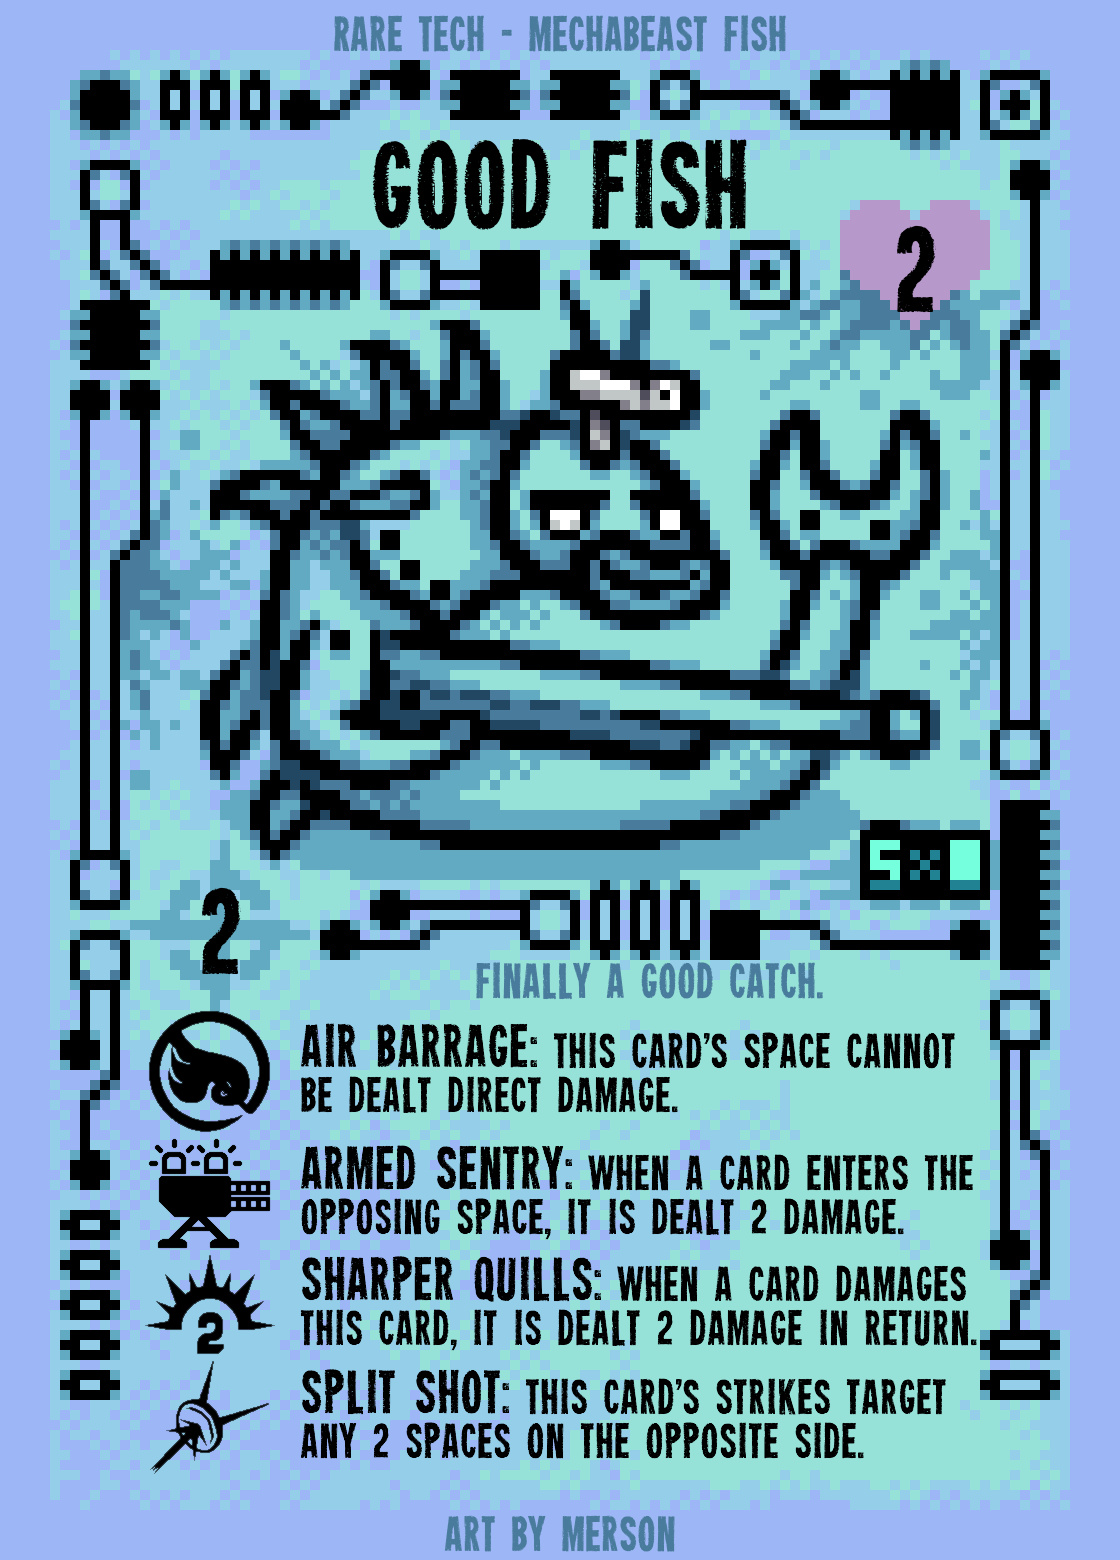 RARE TECH - MECHABEAST FISH
GOOD FISH
2
5×
2
FINALLY A GOOD CATCH.
AIR BARRAGE: THIS CARD'S SPACE CANNOT
BE DEALT DIRECT DAMAGE.
ARMED SENTRY: WHEN A CARD ENTERS THE
OPPOSING SPACE, IT IS DEALT 2 DAMAGE.
SHARPER QUILLS: WHEN A CARD DAMAGES
THIS CARD, IT IS DEALT 2 DAMAGE IN RETURN.
2
SPLIT SHOT: THIS CARD'S STRIKES TARGET
ANY 2 SPACES ON THE OPPOSITE SIDE.
ART BY MERSON